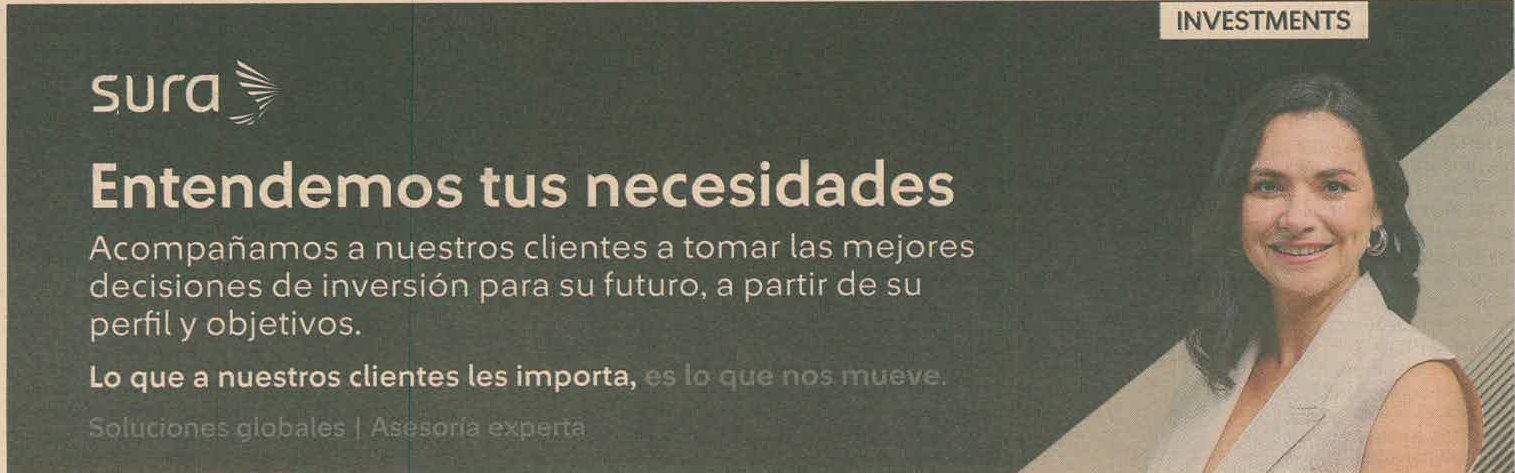 INVESTMENTS
sura
Entendemos tus necesidades
Acompañamos a nuestros clientes a tomar las mejores
decisiones de inversión para su futuro, a partir de su
perfil y objetivos.
Lo que a nuestros clientes les importa, es lo que nos mueve.
Soluciones globales | Asesoría experta